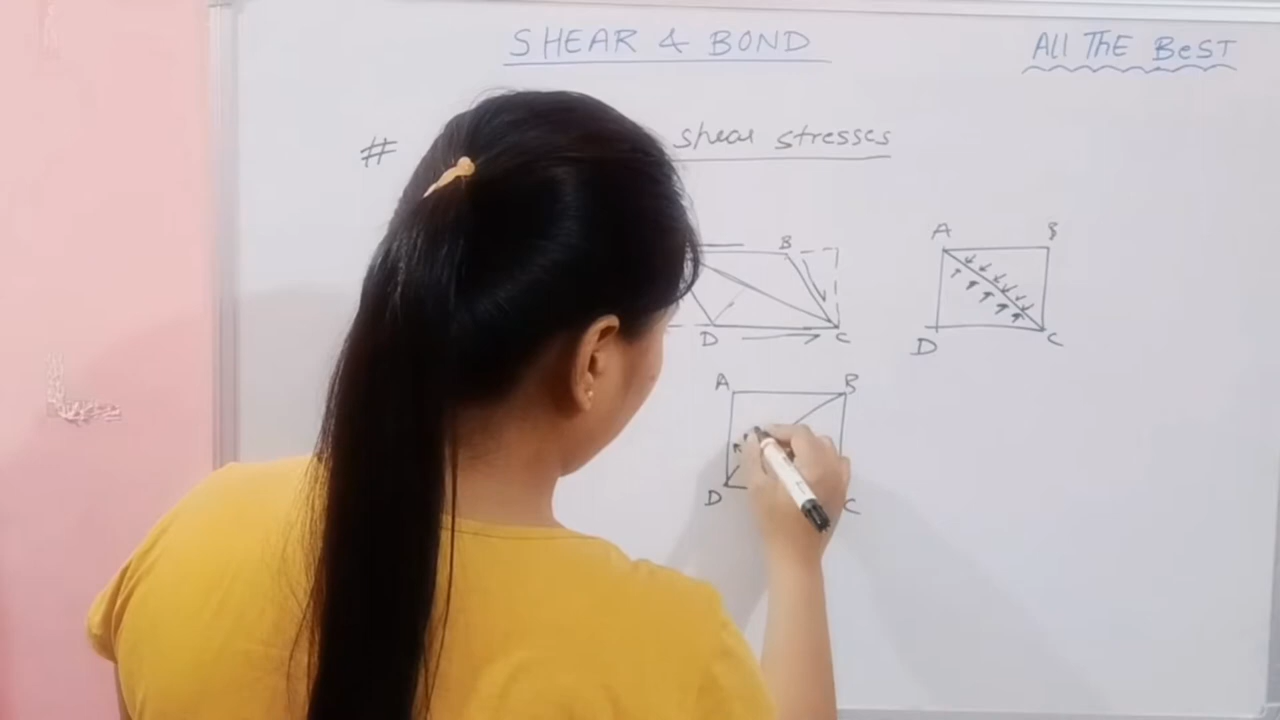 SHEAR & BOND
All The BesT
# shear stresses
A B
B
D C
D C
A B
D C